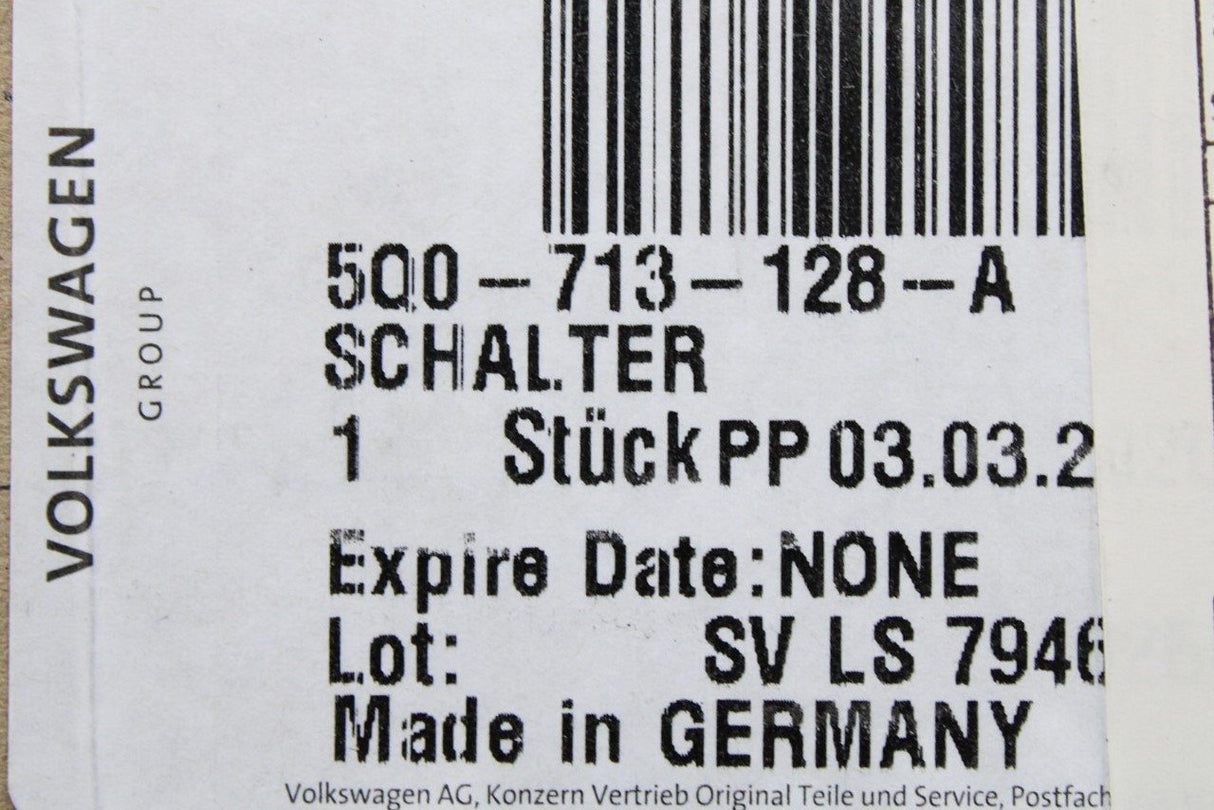 VOLKSWAGEN
GROUP
5Q0-713-128-A
SCHALTER
1 Stück PP 03.03.2
Expire Date:NONE
Lot: SV LS 7946
Made in GERMANY
Volkswagen AG, Konzern Vertrieb Original Teile und Service, Postfach